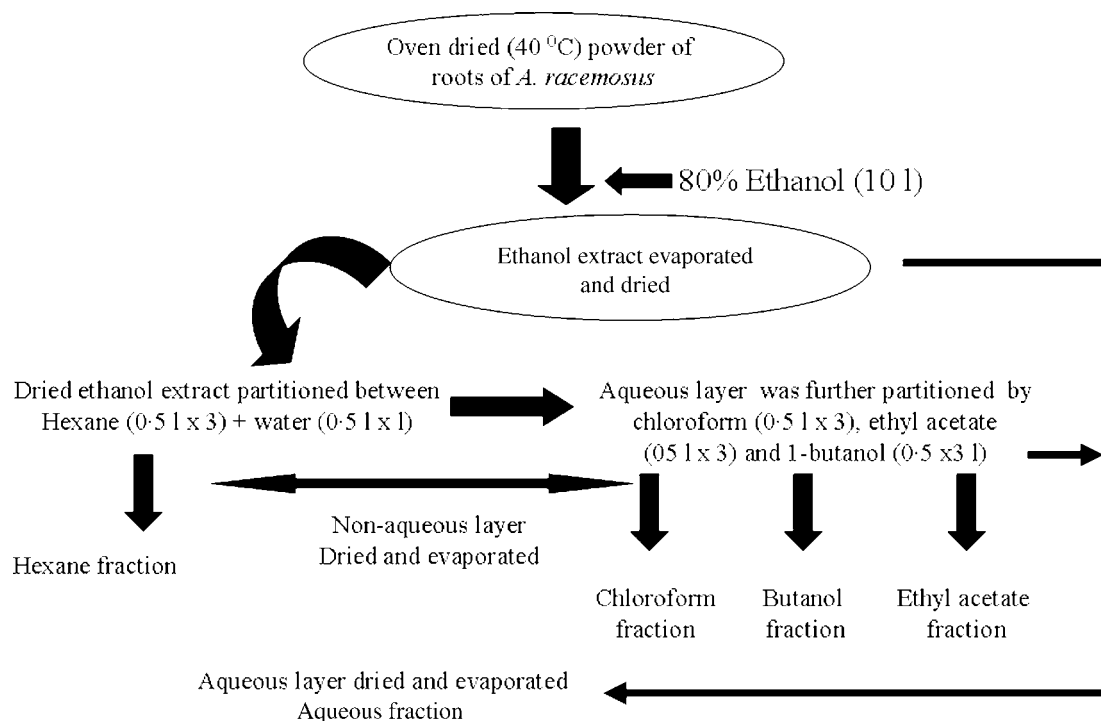 Oven dried (40 ⁰C) powder of
roots of A. racemosus
80% Ethanol (10 l)
Ethanol extract evaporated
and dried
Dried ethanol extract partitioned between
Hexane (0·5 l x 3) + water (0·5 l x l)
Aqueous layer was further partitioned by
chloroform (0·5 l x 3), ethyl acetate
(05 l x 3) and 1-butanol (0·5 x3 l)
Non-aqueous layer
Dried and evaporated
Hexane fraction
Chloroform
fraction
Butanol
fraction
Ethyl acetate
fraction
Aqueous layer dried and evaporated
Aqueous fraction